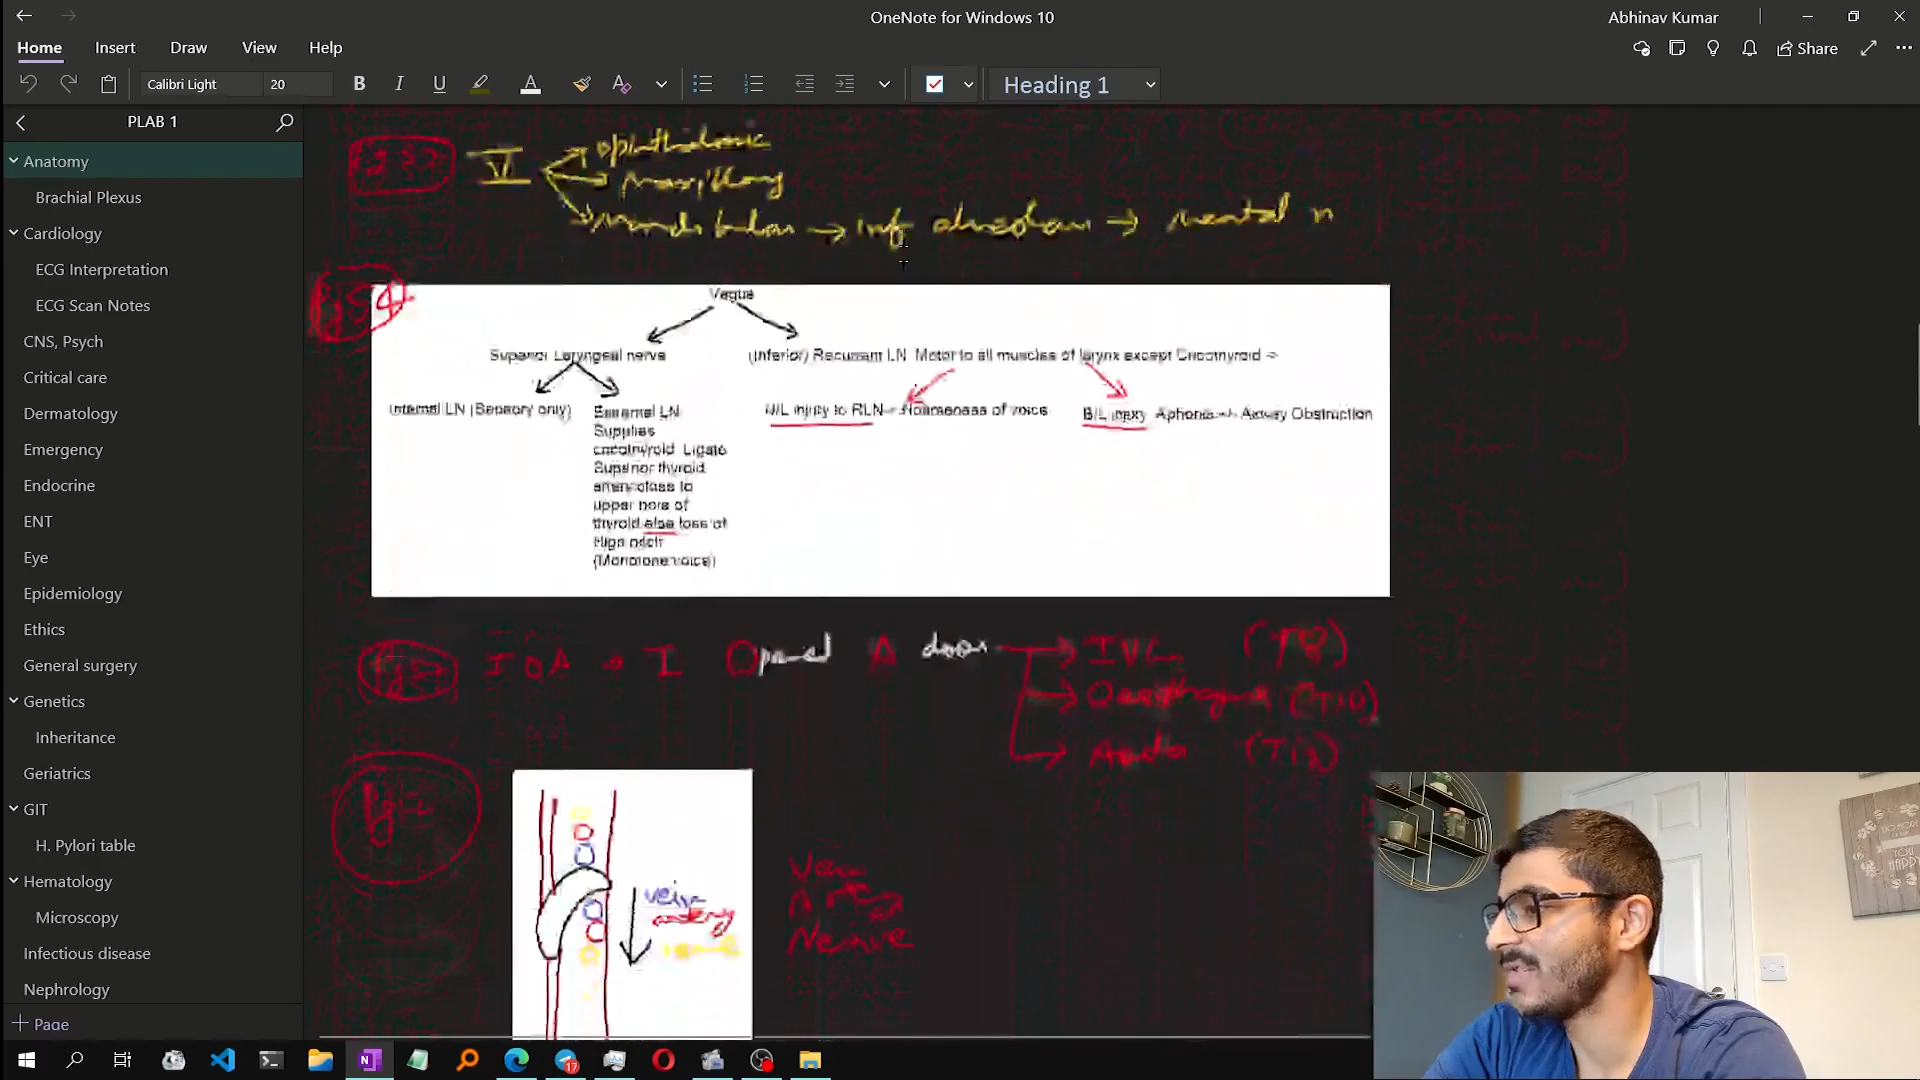 OneNote for Windows 10
Abhinav Kumar
Home Insert Draw View Help
Share
Calibri Light 20 B I U A Heading 1
PLAB 1
Anatomy
Brachial Plexus
Cardiology
ECG Interpretation
ECG Scan Notes
CNS, Psych
Critical care
Dermatology
Emergency
Endocrine
ENT
Eye
Epidemiology
Ethics
General surgery
Genetics
Inheritance
Geriatrics
GIT
H. Pylori table
Hematology
Microscopy
Infectious disease
Nephrology
+ Page
V
ophthalmic
maxillary
mandibular → inf alveolar → mental n
Vagus
Superior Laryngeal nerve
(Inferior) Recurrent LN Motor to all muscles of larynx except Cricothyroid ->
Internal LN (Sensory only)
External LN
Supplies
cricothyroid Ligate
Superior thyroid
artery close to
upper pole of
thyroid else loss of
High pitch
(Monotone voice)
U/L injury to RLN Hoarseness of voice
B/L injury Aphonia Airway Obstruction
IOA → I Opened A door
IVC (T8)
Oesophagus (T10)
Aorta
vein
artery
Vein
Artery
Nerve
17